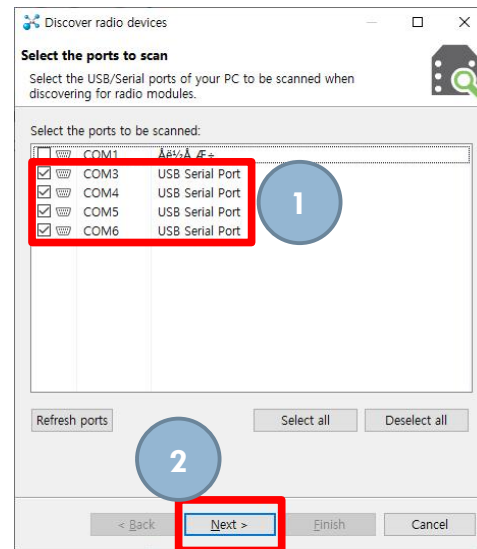 Discover radio devices
Select the ports to scan
Select the USB/Serial ports of your PC to be scanned when
discovering for radio modules.
Select the ports to be scanned:
COM1 Åë½Å Æ÷
COM3 USB Serial Port
COM4 USB Serial Port
COM5 USB Serial Port
COM6 USB Serial Port
1
Refresh ports Select all Deselect all
2
< Back Next > Finish Cancel